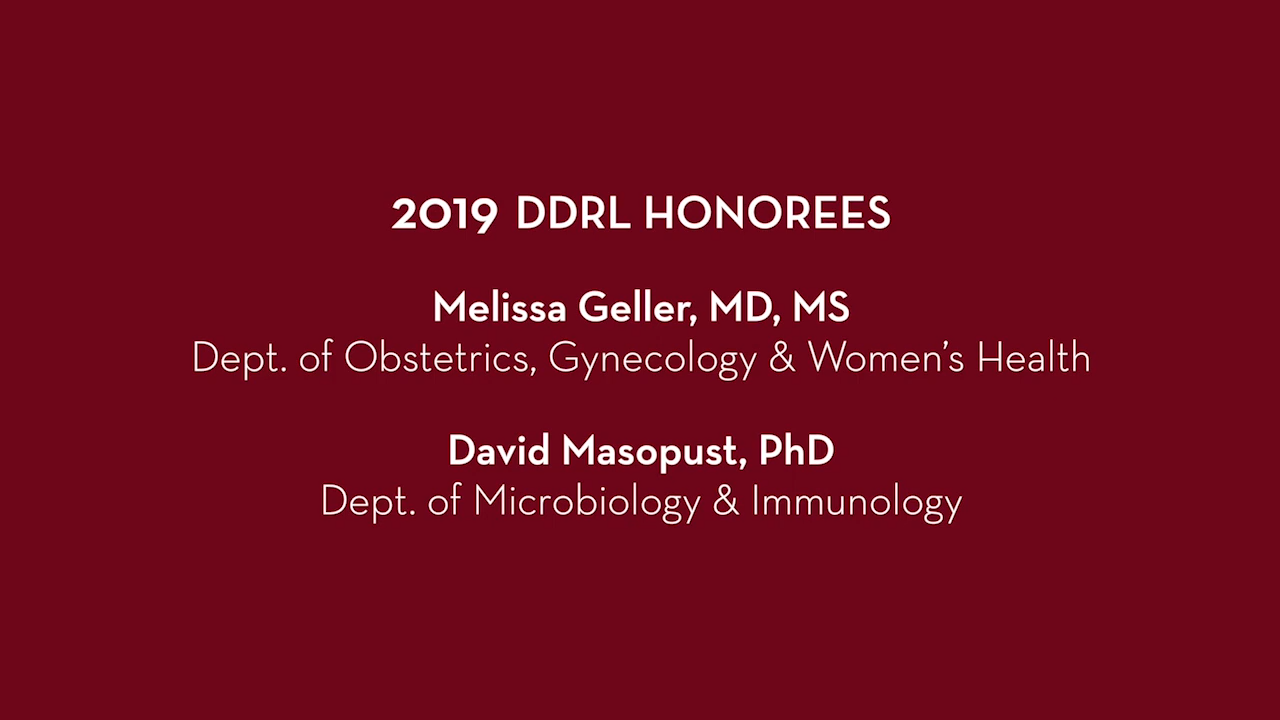 2019 DDRL HONOREES
Melissa Geller, MD, MS
Dept. of Obstetrics, Gynecology & Women’s Health
David Masopust, PhD
Dept. of Microbiology & Immunology